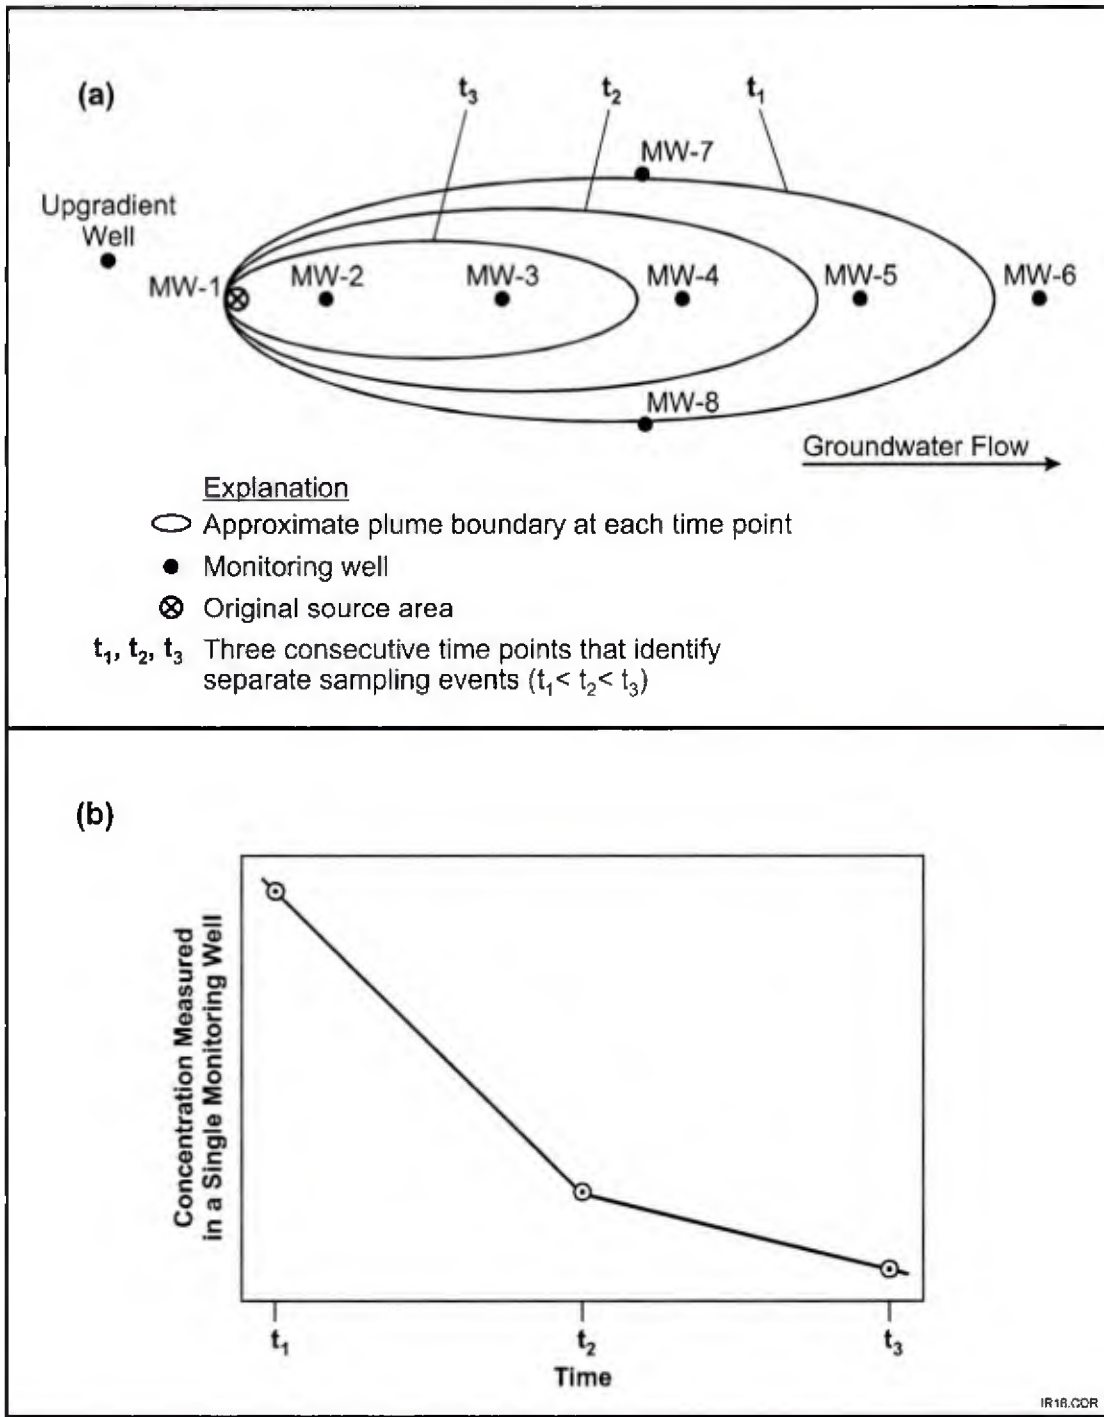 (a)
t₃
t₂
t₁
MW-7
Upgradient
Well
MW-1
MW-2
MW-3
MW-4
MW-5
MW-6
MW-8
Groundwater Flow
Explanation
Approximate plume boundary at each time point
Monitoring well
Original source area
t₁, t₂, t₃ Three consecutive time points that identify
separate sampling events (t₁< t₂< t₃)
(b)
Concentration Measured
in a Single Monitoring Well
t₁
t₂
t₃
Time
IR18.CDR